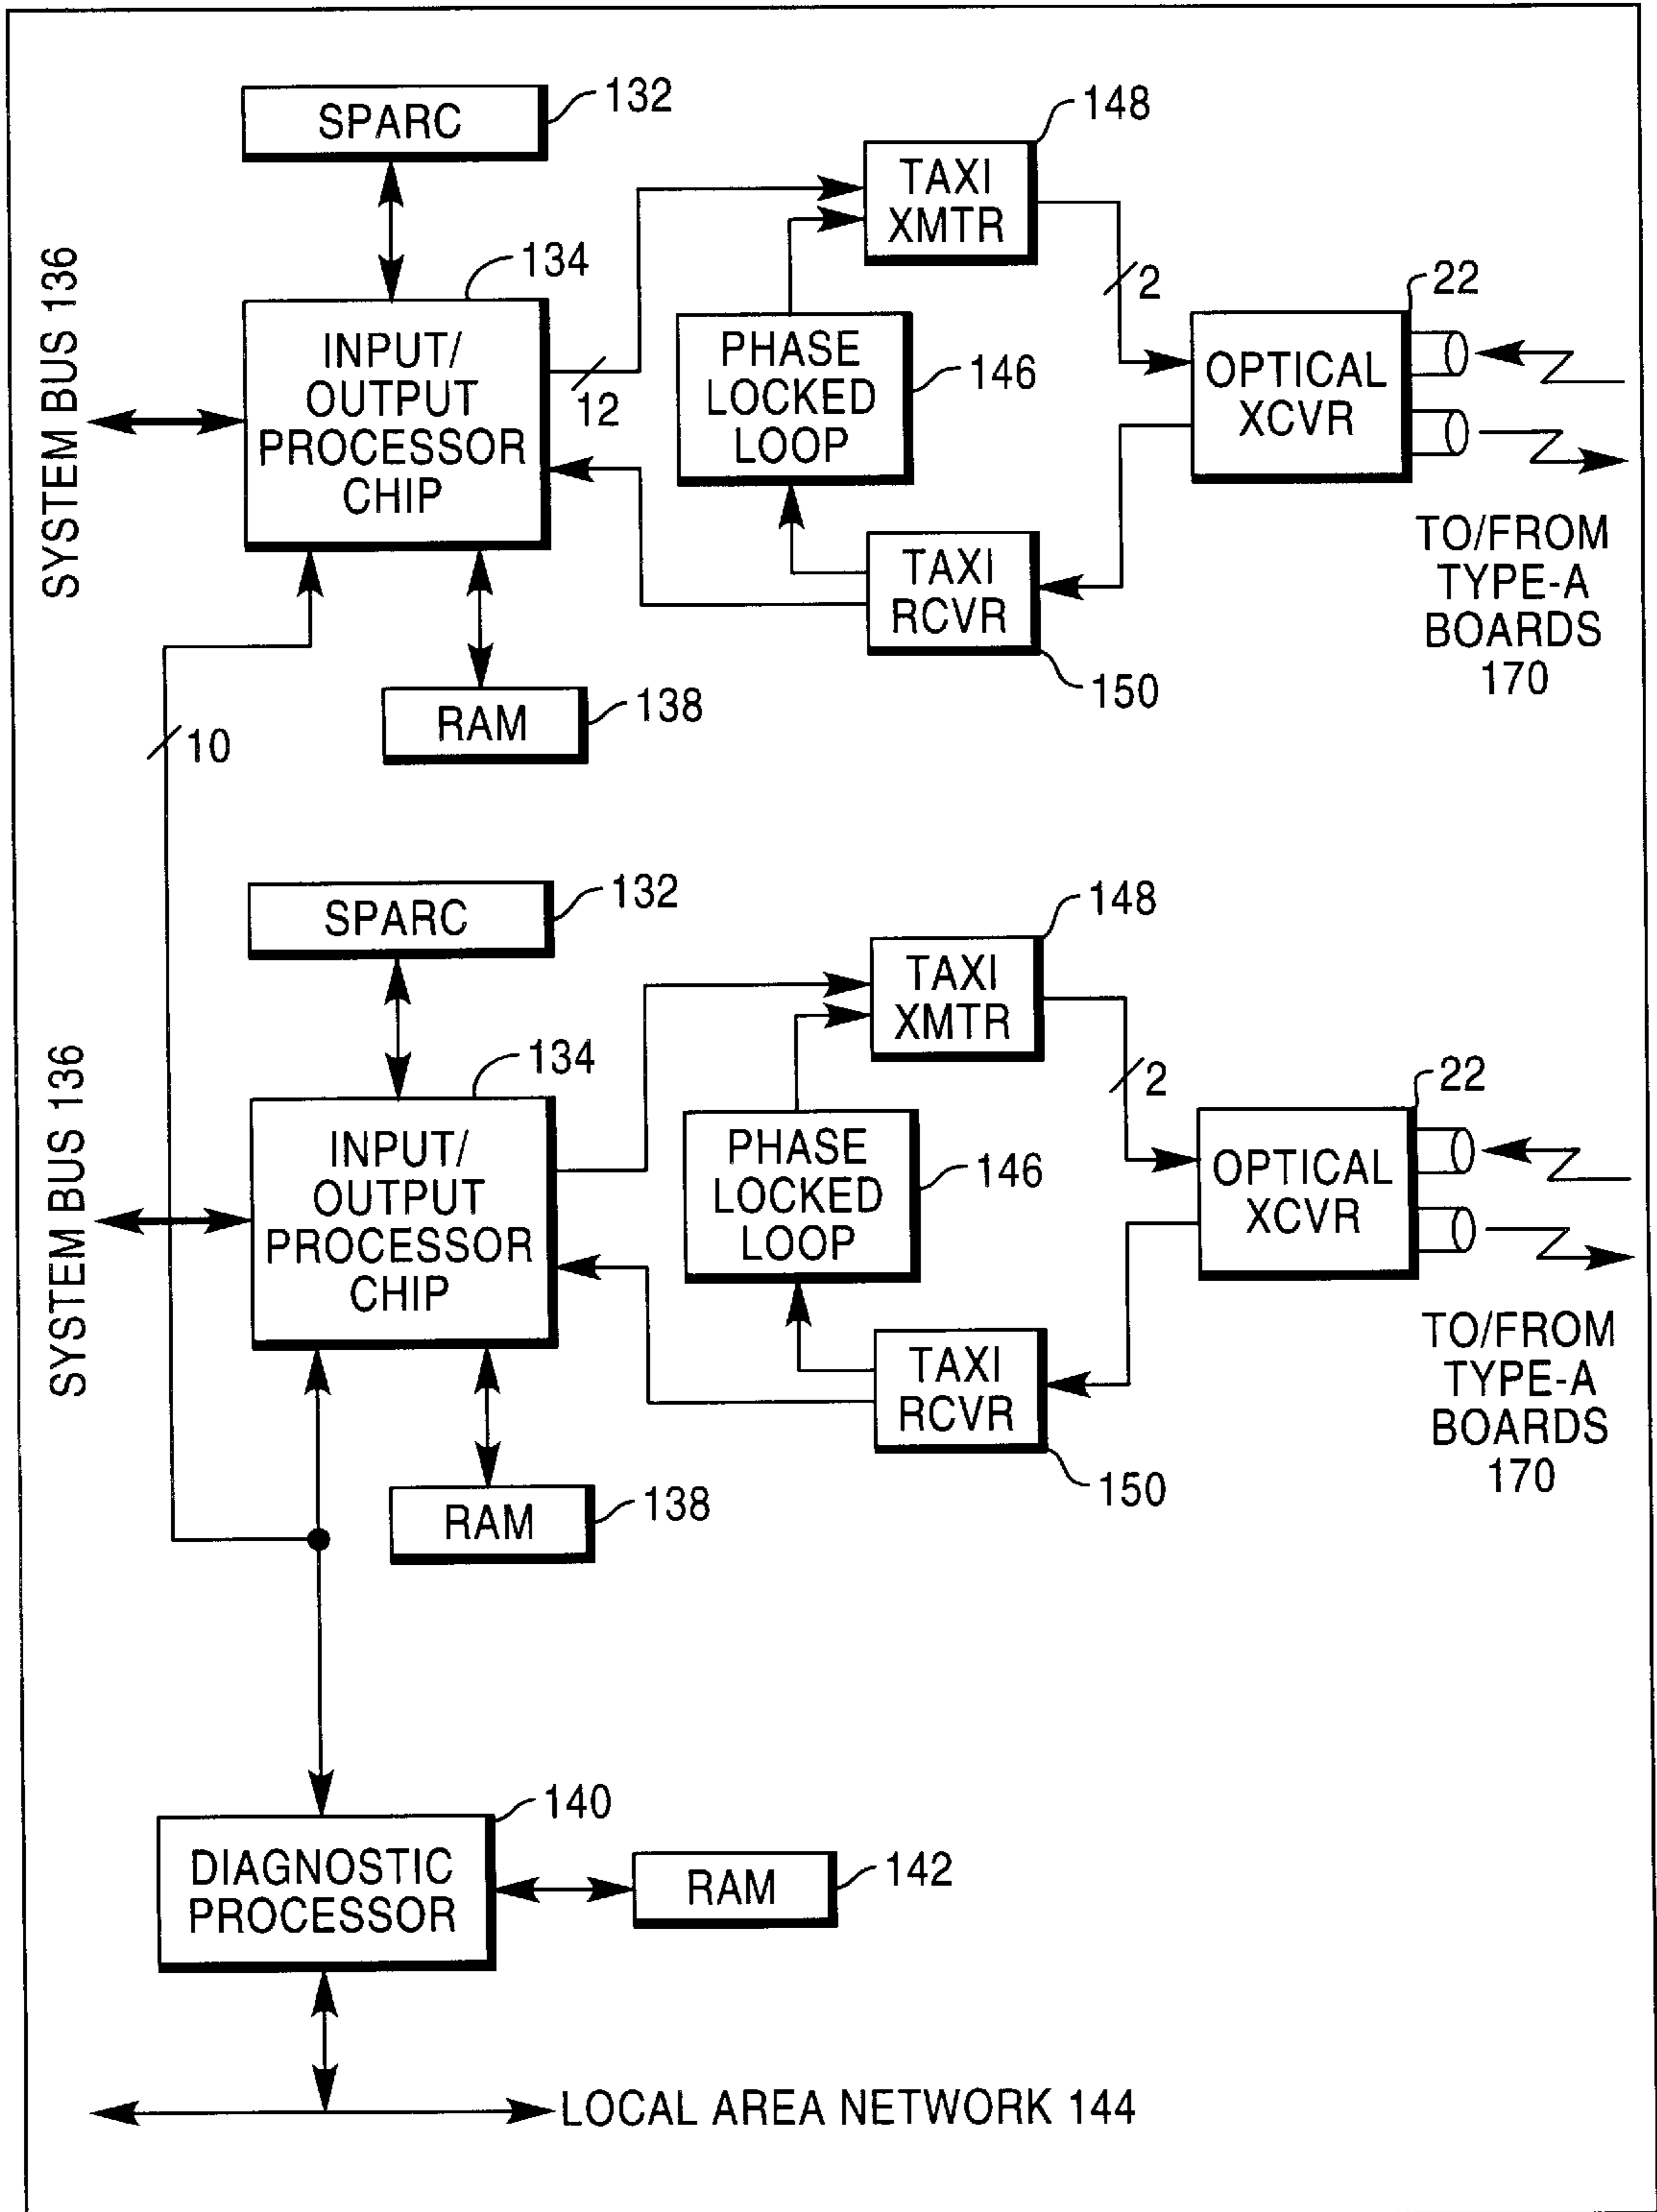 SPARC
132
148
TAXI
XMTR
SYSTEM BUS 136
134
INPUT/
OUTPUT
PROCESSOR
CHIP
12
PHASE
LOCKED
LOOP
146
2
22
OPTICAL
XCVR
TAXI
RCVR
150
TO/FROM
TYPE-A
BOARDS
170
RAM
138
10
SPARC
132
148
TAXI
XMTR
SYSTEM BUS 136
134
INPUT/
OUTPUT
PROCESSOR
CHIP
PHASE
LOCKED
LOOP
146
2
22
OPTICAL
XCVR
TAXI
RCVR
150
TO/FROM
TYPE-A
BOARDS
170
RAM
138
140
DIAGNOSTIC
PROCESSOR
RAM
142
LOCAL AREA NETWORK 144